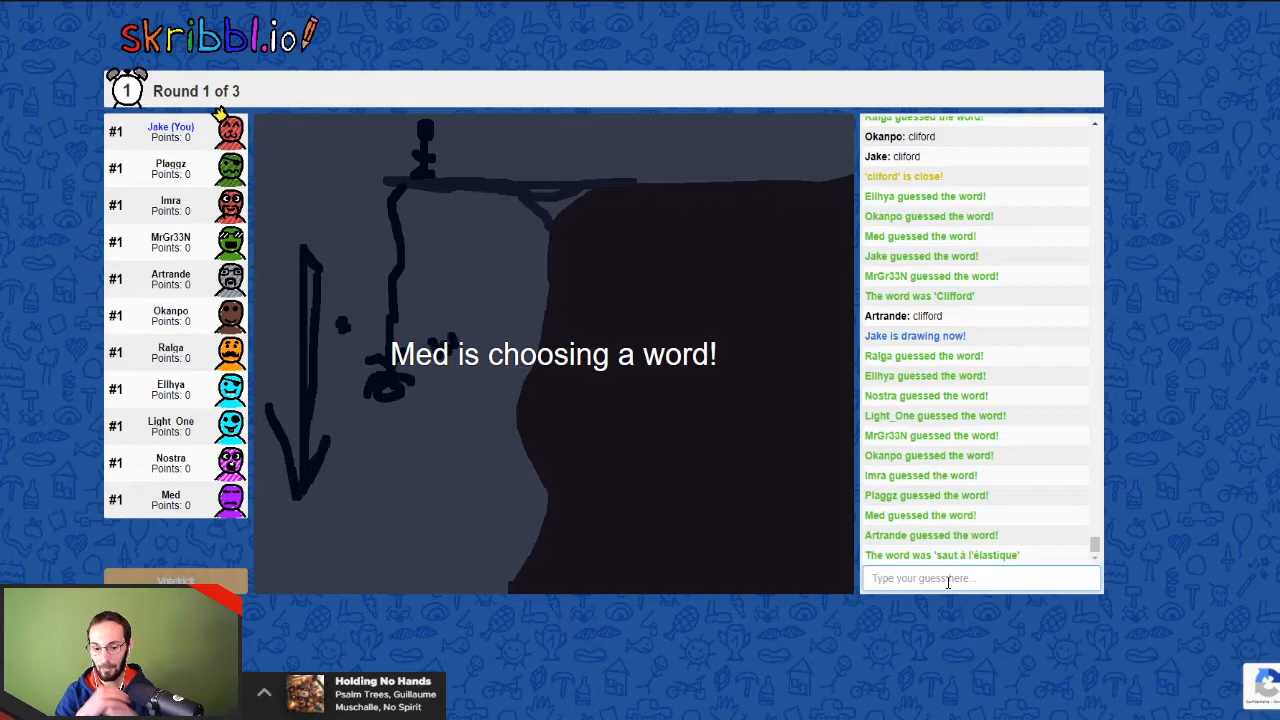 skribbl.io
1
Round 1 of 3
#1
Jake (You)
Points: 0
#1
Plaggz
Points: 0
#1
Imra
Points: 0
#1
MrGr33N
Points: 0
#1
Artrande
Points: 0
#1
Okanpo
Points: 0
#1
Ralga
Points: 0
#1
Ellhya
Points: 0
#1
Light_One
Points: 0
#1
Nostra
Points: 0
#1
Med
Points: 0
Votekick
Med is choosing a word!
Ralga guessed the word!
Okanpo: cliford
Jake: cliford
'cliford' is close!
Ellhya guessed the word!
Okanpo guessed the word!
Med guessed the word!
Jake guessed the word!
MrGr33N guessed the word!
The word was 'Clifford'
Artrande: clifford
Jake is drawing now!
Ralga guessed the word!
Ellhya guessed the word!
Nostra guessed the word!
Light_One guessed the word!
MrGr33N guessed the word!
Okanpo guessed the word!
Imra guessed the word!
Plaggz guessed the word!
Med guessed the word!
Artrande guessed the word!
The word was 'saut à l'élastique'
Type your guess here...
Holding No Hands
Psalm Trees, Guillaume
Muschalle, No Spirit